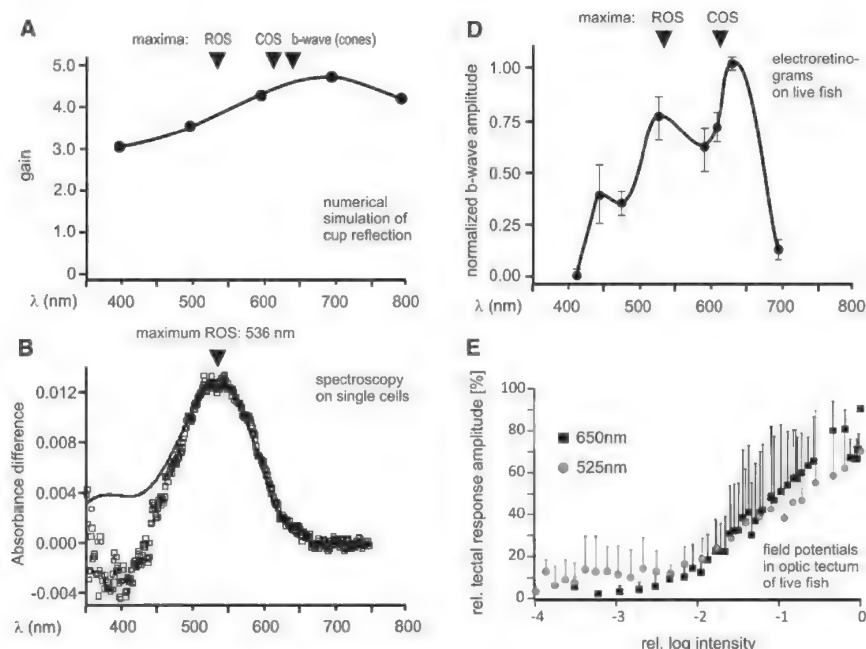 A
maxima: ROS COS b-wave (cones)
5.0
4.0
3.0
2.0
1.0
0
gain
numerical
simulation of
cup reflection
λ (nm) 400 500 600 700 800
B
maximum ROS: 536 nm
spectroscopy
on single cells
0.012
0.008
0.004
0.000
-0.004
Absorbance difference
λ (nm) 400 500 600 700 800
D
maxima: ROS COS
electroretino-
grams
on live fish
1.00
0.75
0.50
0.25
0.00
normalized b-wave amplitude
λ (nm) 400 500 600 700 800
E
100
80
60
40
20
10
0
rel. tectal response amplitude [%]
650nm
525nm
field potentials
in optic tectum
of live fish
-4 -3 -2 -1 0
rel. log intensity